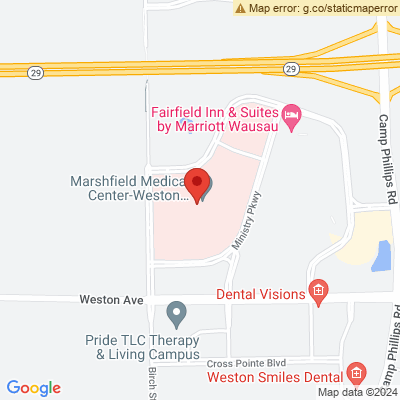 Map error: g.co/staticmaperror
29
29
Fairfield Inn & Suites
by Marriott Wausau
Camp Phillips Rd
Marshfield Medical
Center-Weston...
Ministry Pkwy
Weston Ave
Dental Visions
Pride TLC Therapy
& Living Campus
Camp Phillips Rd
Cross Pointe Blvd
Birch St
Weston Smiles Dental
Google
Map data ©2024